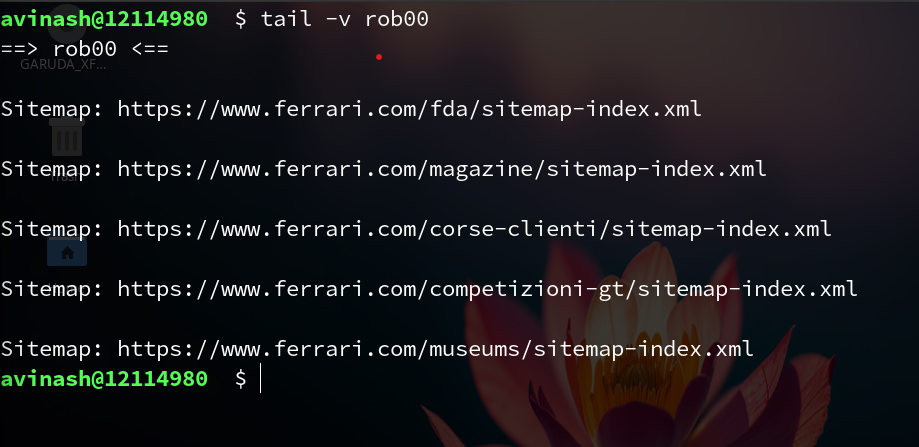 avinash@12114980 $ tail -v rob00
==> rob00 <==
GARUDA_XF...
Sitemap: https://www.ferrari.com/fda/sitemap-index.xml
Sitemap: https://www.ferrari.com/magazine/sitemap-index.xml
Trash
Sitemap: https://www.ferrari.com/corse-clienti/sitemap-index.xml
Sitemap: https://www.ferrari.com/competizioni-gt/sitemap-index.xml
Sitemap: https://www.ferrari.com/museums/sitemap-index.xml
avinash@12114980 $